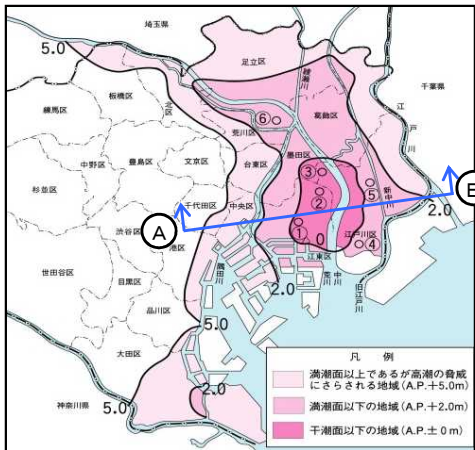 埼玉県
5.0
足立区
綾瀬川
千葉県
板橋区
北区
練馬区
葛飾区
江戸川
⑥
荒川区
豊島区
文京区
台東区
墨田区
中野区
③
②
⑤
新中川
杉並区
千代田区
中央区
A
B
2.0
①
0
江戸川区
④
渋谷区
港区
江東区
世田谷区
隅田川
荒川
中川
旧江戸川
目黒区
2.0
品川区
5.0
大田区
2.0
神奈川県
5.0
凡 例
満潮面以上であるが高潮の脅威
にさらされる地域(A.P.+5.0m)
満潮面以下の地域(A.P.+2.0m)
干潮面以下の地域(A.P.±0m)